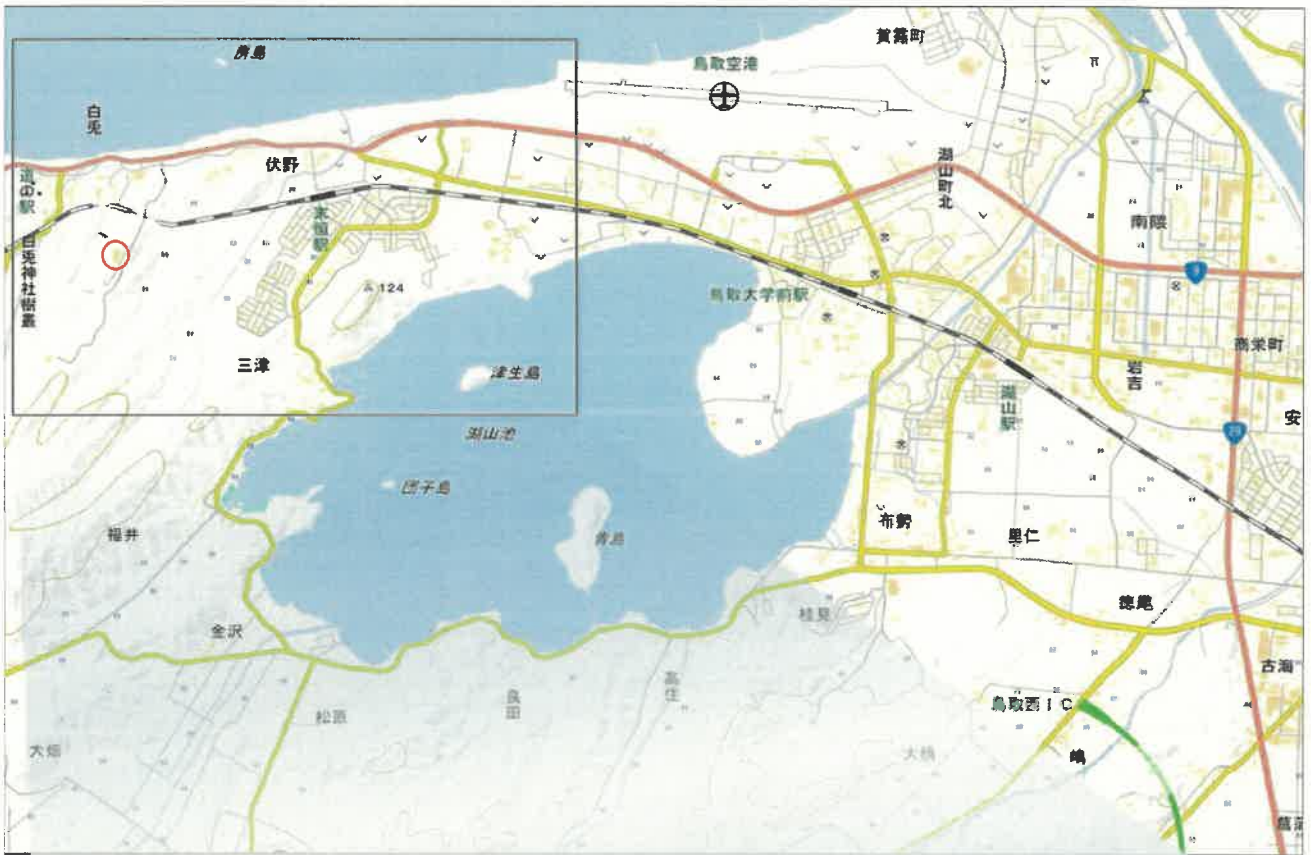 鳥取空港
賀露町
白兎
伏野
道の駅
白兎神社樹叢
末恒駅
124
三津
津生島
湖山池
団子島
青島
鳥取大学前駅
湖山町北
南隈
9
商栄町
岩吉
湖山駅
安
29
布勢
里仁
徳尾
古海
福井
金沢
桂見
松原
良田
高住
大畑
大桷
鳥取西IC
嶋